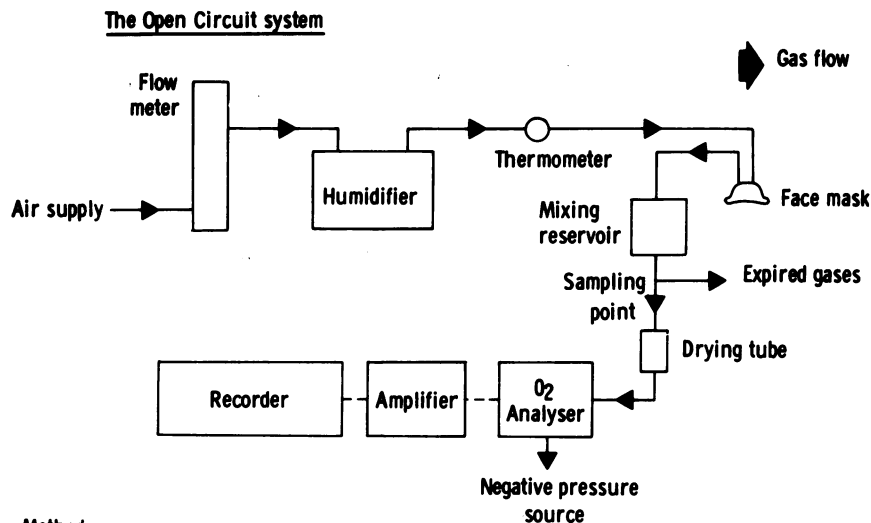 The Open Circuit system
Gas flow
Flow
meter
Thermometer
Humidifier
Air supply
Face mask
Mixing
reservoir
Sampling
point
Expired gases
Drying tube
Recorder
Amplifier
O2
Analyser
Negative pressure
source